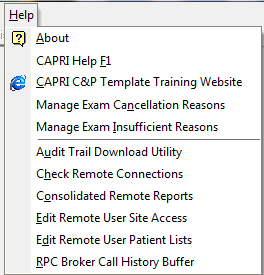 Help
About
CAPRI Help F1
CAPRI C&P Template Training Website
Manage Exam Cancellation Reasons
Manage Exam Insufficient Reasons
Audit Trail Download Utility
Check Remote Connections
Consolidated Remote Reports
Edit Remote User Site Access
Edit Remote User Patient Lists
RPC Broker Call History Buffer